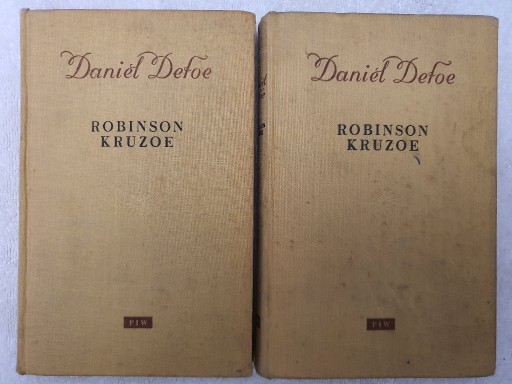 Daniel Defoe
ROBINSON
KRUZOE
PIW
Daniel Defoe
ROBINSON
KRUZOE
PIW